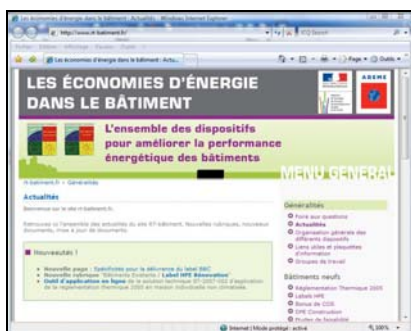 Les économies d'énergie dans le bâtiment : Actualités - Windows Internet Explorer
http://www.rt-batiment.fr/
ICQ Search
Les économies d'énergie dans le bâtiment : Actu...
Page
Outils
LES ÉCONOMIES D'ÉNERGIE
DANS LE BÂTIMENT
ADEME
L'ensemble des dispositifs
pour améliorer la performance
énergétique des bâtiments
MENU GENERAL
rt-batiment.fr > Généralités
Actualités
Bienvenue sur le site rt-batiment.fr.
Retrouvez ici l'ensemble des actualités du site RT-bâtiment, Nouvelles rubriques, nouveaux
documents, mises à jour de documents.
Nouveautés !
Nouvelle page : Spécificités pour la délivrance du label BBC
Nouvelle rubrique "Bâtiments Existants / Label HPE Rénovation"
Outil d'application en ligne de la solution technique ST-2007-002 d'application
de la réglementation thermique 2005 en maison individuelle non climatisée.
Généralités
Foire aux questions
Actualités
Organisation générale des
différents dispositifs
Liens utiles et plaquettes
d'information
Groupes de travail
Bâtiments neufs
Réglementation Thermique 2005
Labels HPE
Bonus de COS
DPE Construction
Etudes de faisabilité
Internet | Mode protégé : activé
100%